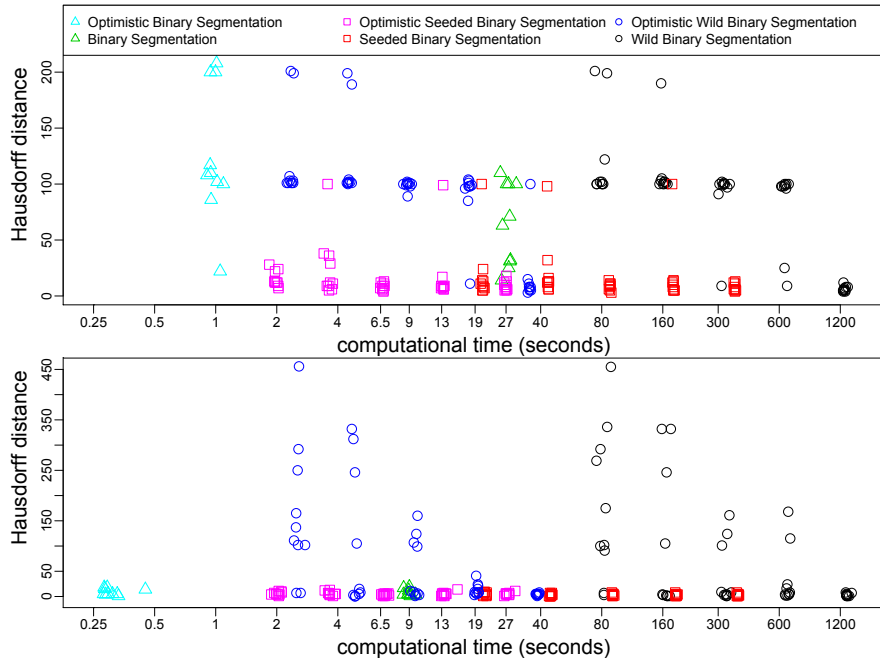 Optimistic Binary Segmentation Optimistic Seeded Binary Segmentation Optimistic Wild Binary Segmentation
Binary Segmentation Seeded Binary Segmentation Wild Binary Segmentation
Hausdorff distance
200
150
100
50
0
0.25 0.5 1 2 4 6.5 9 13 19 27 40 80 160 300 600 1200
computational time (seconds)
Hausdorff distance
450
350
250
150
50
0
0.25 0.5 1 2 4 6.5 9 13 19 27 40 80 160 300 600 1200
computational time (seconds)